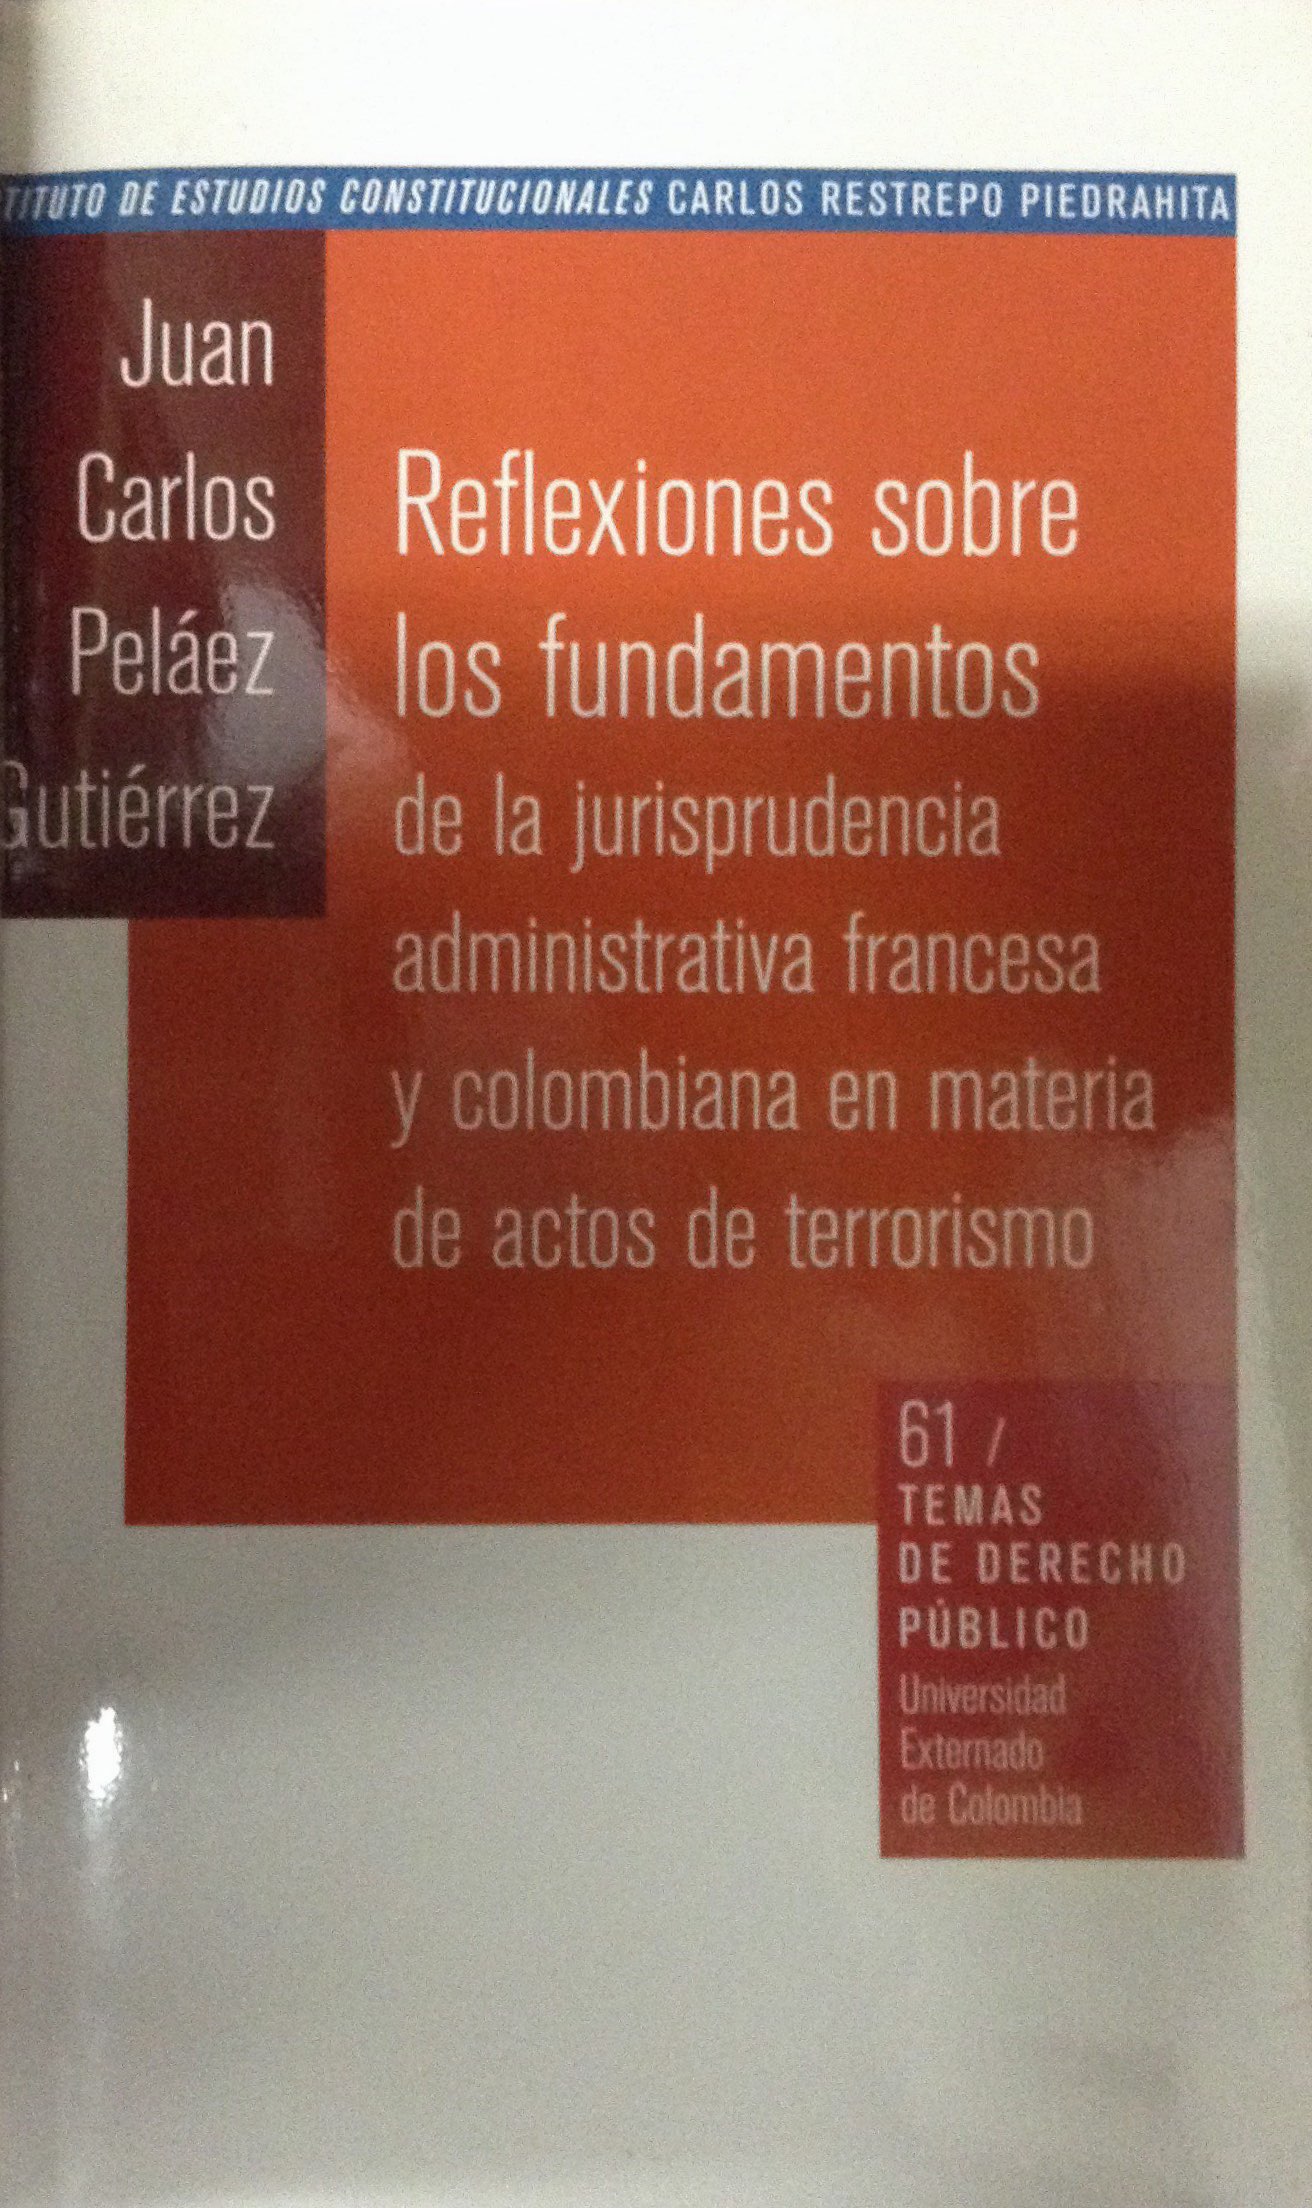 DE ESTUDIOS CONSTITUCIONALES CARLOS RESTREPO PIEDRAHITA
Juan
Carlos
Peláez
Gutiérrez
Reflexiones sobre
los fundamentos
de la jurisprudencia
administrativa francesa
y colombiana en materia
de actos de terrorismo
61 /
TEMAS
DE DERECHO
PÚBLICO
Universidad
Externado
de Colombia